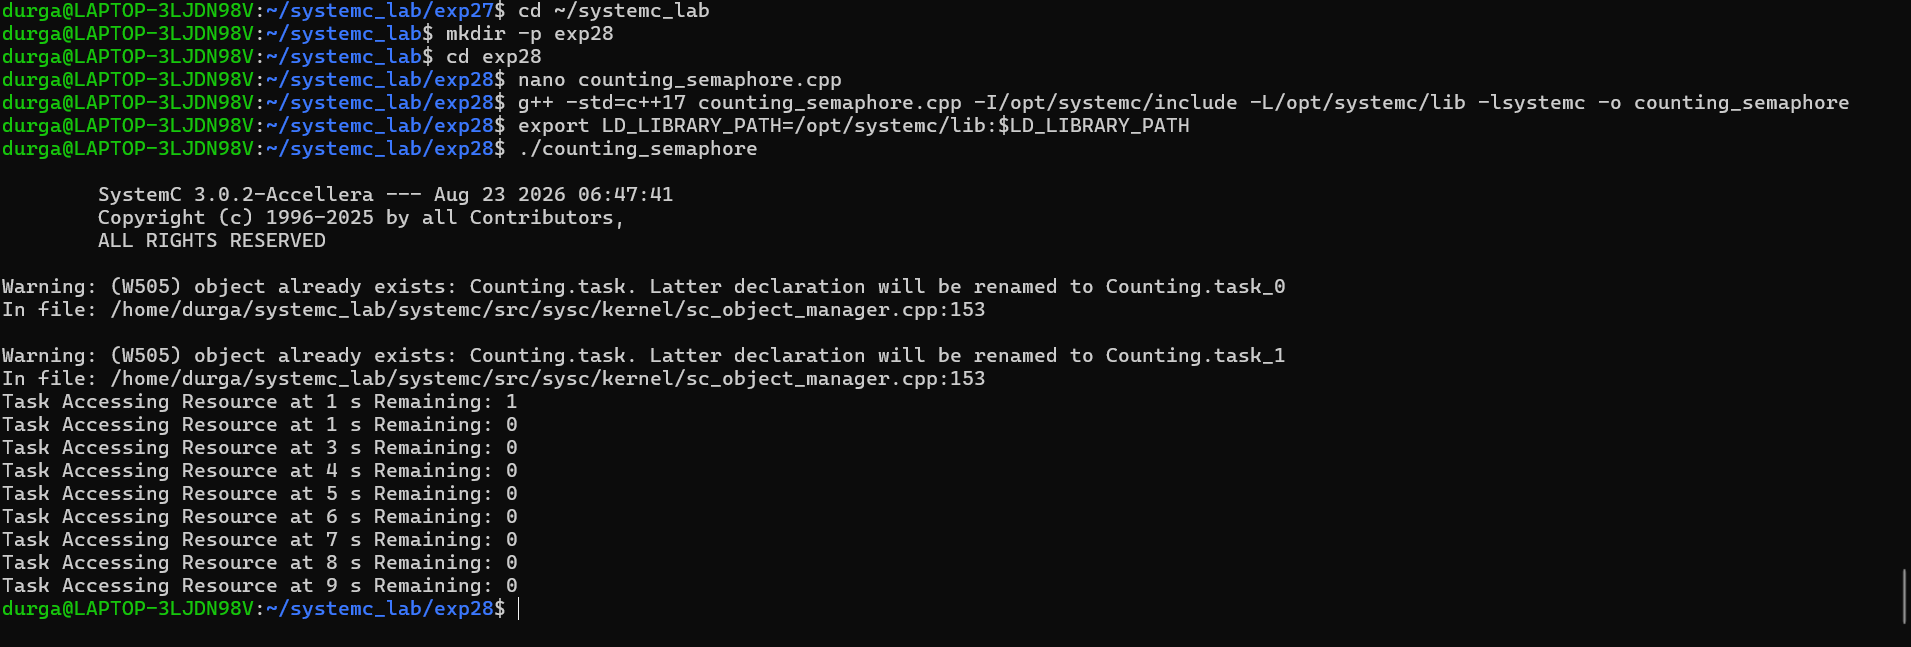 durga@LAPTOP-3LJDN98V:~/systemc_lab/exp27$ cd ~/systemc_lab
durga@LAPTOP-3LJDN98V:~/systemc_lab$ mkdir -p exp28
durga@LAPTOP-3LJDN98V:~/systemc_lab$ cd exp28
durga@LAPTOP-3LJDN98V:~/systemc_lab/exp28$ nano counting_semaphore.cpp
durga@LAPTOP-3LJDN98V:~/systemc_lab/exp28$ g++ -std=c++17 counting_semaphore.cpp -I/opt/systemc/include -L/opt/systemc/lib -lsystemc -o counting_semaphore
durga@LAPTOP-3LJDN98V:~/systemc_lab/exp28$ export LD_LIBRARY_PATH=/opt/systemc/lib:$LD_LIBRARY_PATH
durga@LAPTOP-3LJDN98V:~/systemc_lab/exp28$ ./counting_semaphore
SystemC 3.0.2-Accellera --- Aug 23 2026 06:47:41
Copyright (c) 1996-2025 by all Contributors,
ALL RIGHTS RESERVED
Warning: (W505) object already exists: Counting.task. Latter declaration will be renamed to Counting.task_0
In file: /home/durga/systemc_lab/systemc/src/sysc/kernel/sc_object_manager.cpp:153
Warning: (W505) object already exists: Counting.task. Latter declaration will be renamed to Counting.task_1
In file: /home/durga/systemc_lab/systemc/src/sysc/kernel/sc_object_manager.cpp:153
Task Accessing Resource at 1 s Remaining: 1
Task Accessing Resource at 1 s Remaining: 0
Task Accessing Resource at 3 s Remaining: 0
Task Accessing Resource at 4 s Remaining: 0
Task Accessing Resource at 5 s Remaining: 0
Task Accessing Resource at 6 s Remaining: 0
Task Accessing Resource at 7 s Remaining: 0
Task Accessing Resource at 8 s Remaining: 0
Task Accessing Resource at 9 s Remaining: 0
durga@LAPTOP-3LJDN98V:~/systemc_lab/exp28$